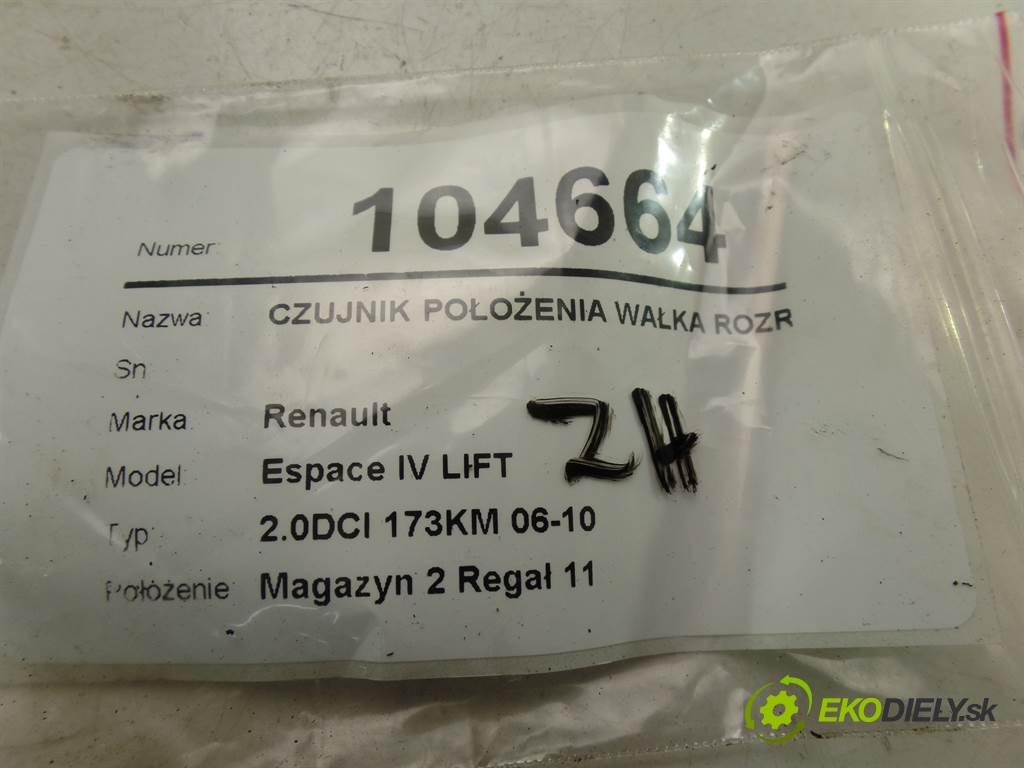 Numer: 104664
Nazwa: CZUJNIK POŁOŻENIA WAŁKA ROZR
Sn
Marka: Renault
Model: Espace IV LIFT
Typ: 2.0DCI 173KM 06-10
Położenie: Magazyn 2 Regał 11
EKODIELY.sk